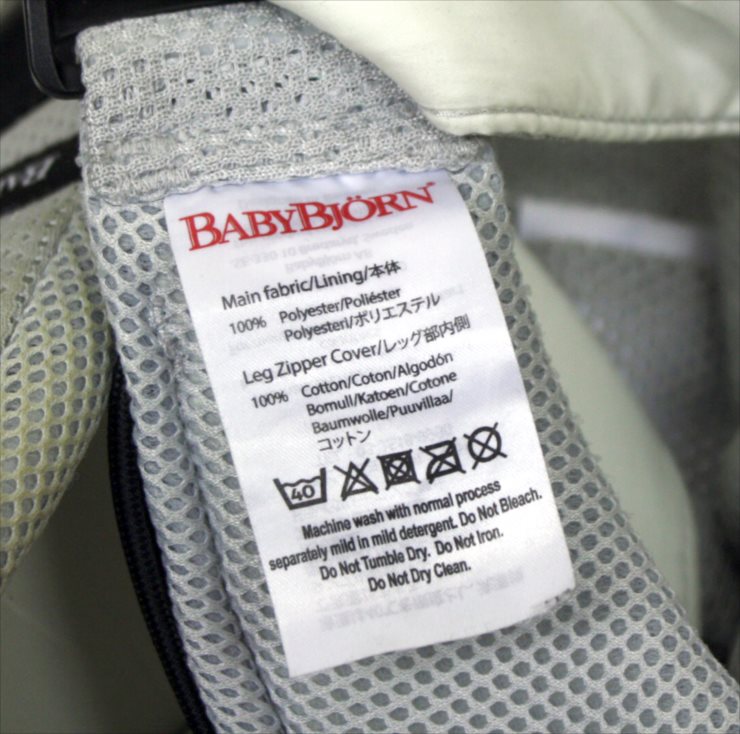 BABYBJÖRN
Main fabric/Lining/本体
100% Polyester/Poliéster
Polyesteri/ポリエステル
Leg Zipper Cover/レッグ部内側
100% Cotton/Coton/Algodón
Bomull/Katoen/Cotone
Baumwolle/Puuvillaa/
コットン
40
Machine wash with normal process
separately mild in mild detergent. Do Not Bleach.
Do Not Tumble Dry. Do Not Iron.
Do Not Dry Clean.